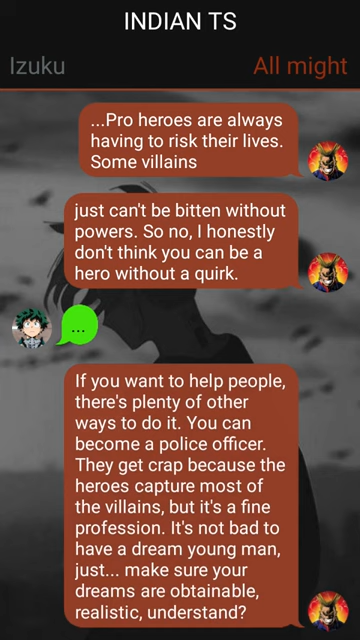 INDIAN TS
Izuku
All might
...Pro heroes are always
having to risk their lives.
Some villains
just can't be bitten without
powers. So no, I honestly
don't think you can be a
hero without a quirk.
...
If you want to help people,
there's plenty of other
ways to do it. You can
become a police officer.
They get crap because the
heroes capture most of
the villains, but it's a fine
profession. It's not bad to
have a dream young man,
just... make sure your
dreams are obtainable,
realistic, understand?